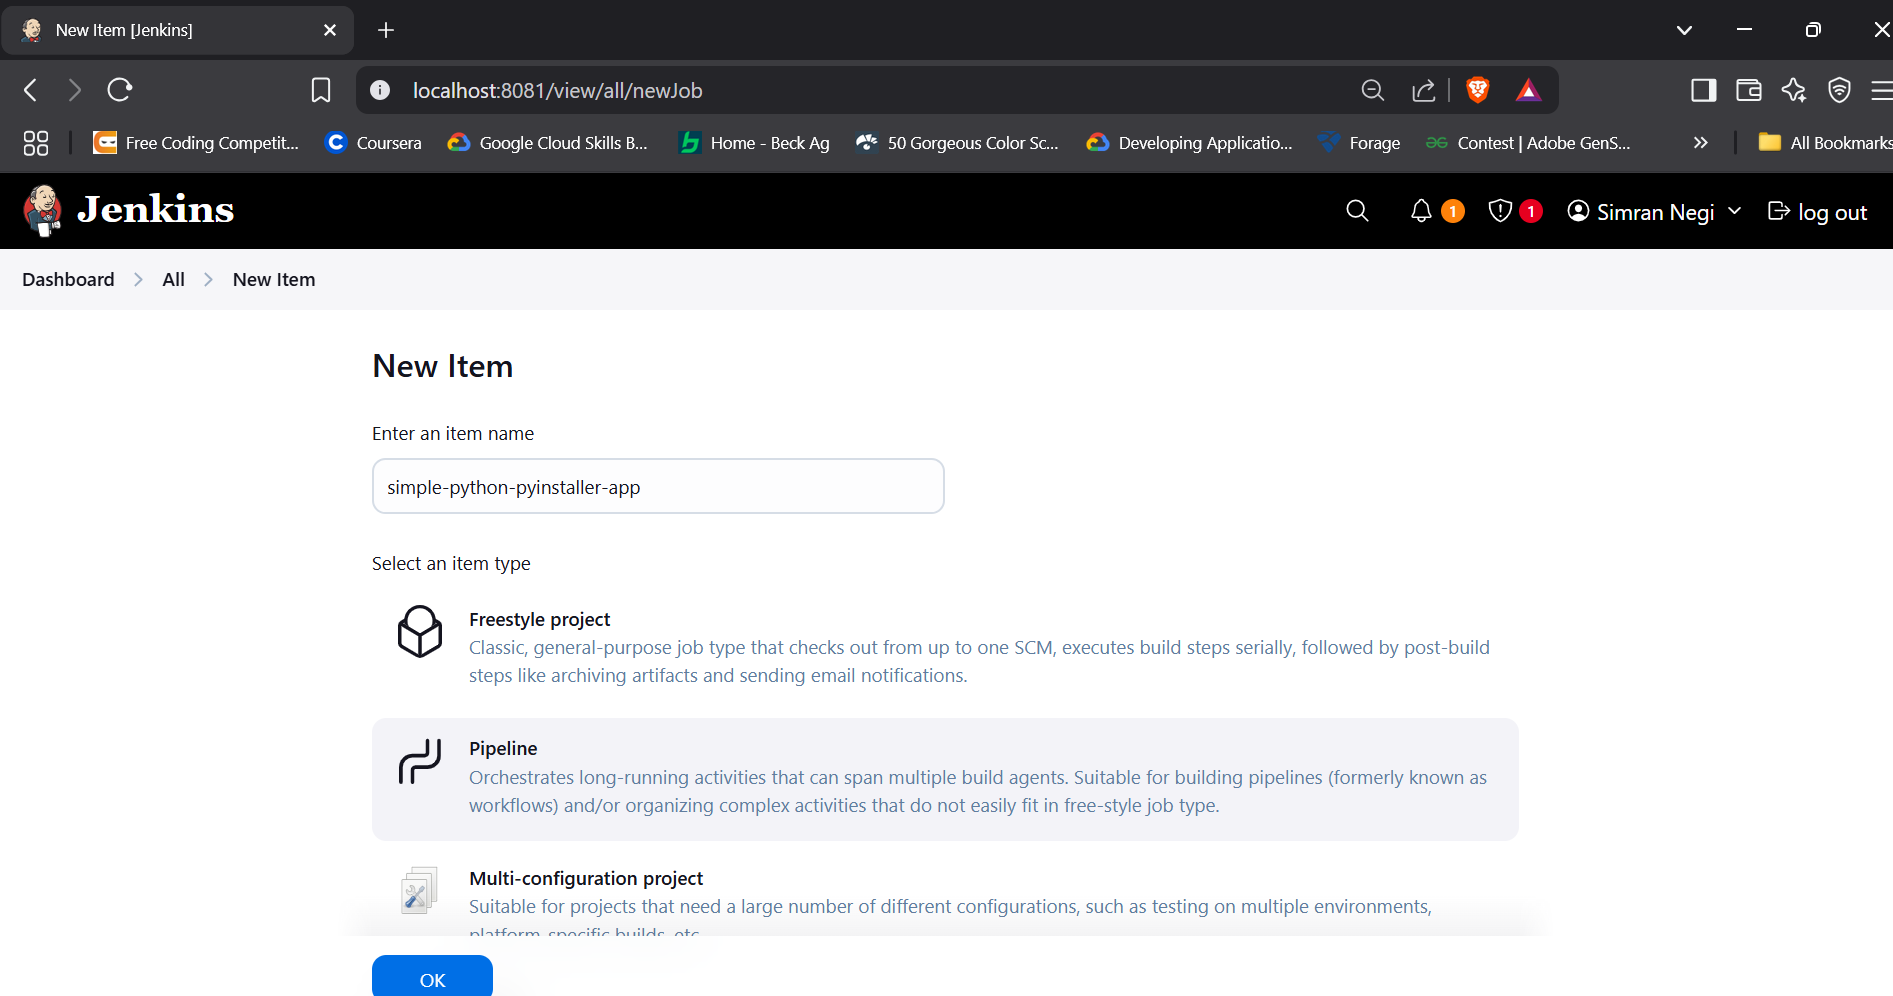 New Item [Jenkins]
localhost:8081/view/all/newJob
Free Coding Competit... Coursera Google Cloud Skills B... Home - Beck Ag 50 Gorgeous Color Sc... Developing Applicatio... Forage Contest | Adobe GenS... All Bookmarks
Jenkins 1 1 Simran Negi log out
Dashboard All New Item
New Item
Enter an item name
simple-python-pyinstaller-app
Select an item type
Freestyle project
Classic, general-purpose job type that checks out from up to one SCM, executes build steps serially, followed by post-build
steps like archiving artifacts and sending email notifications.
Pipeline
Orchestrates long-running activities that can span multiple build agents. Suitable for building pipelines (formerly known as
workflows) and/or organizing complex activities that do not easily fit in free-style job type.
Multi-configuration project
Suitable for projects that need a large number of different configurations, such as testing on multiple environments,
platform-specific builds, etc.
OK